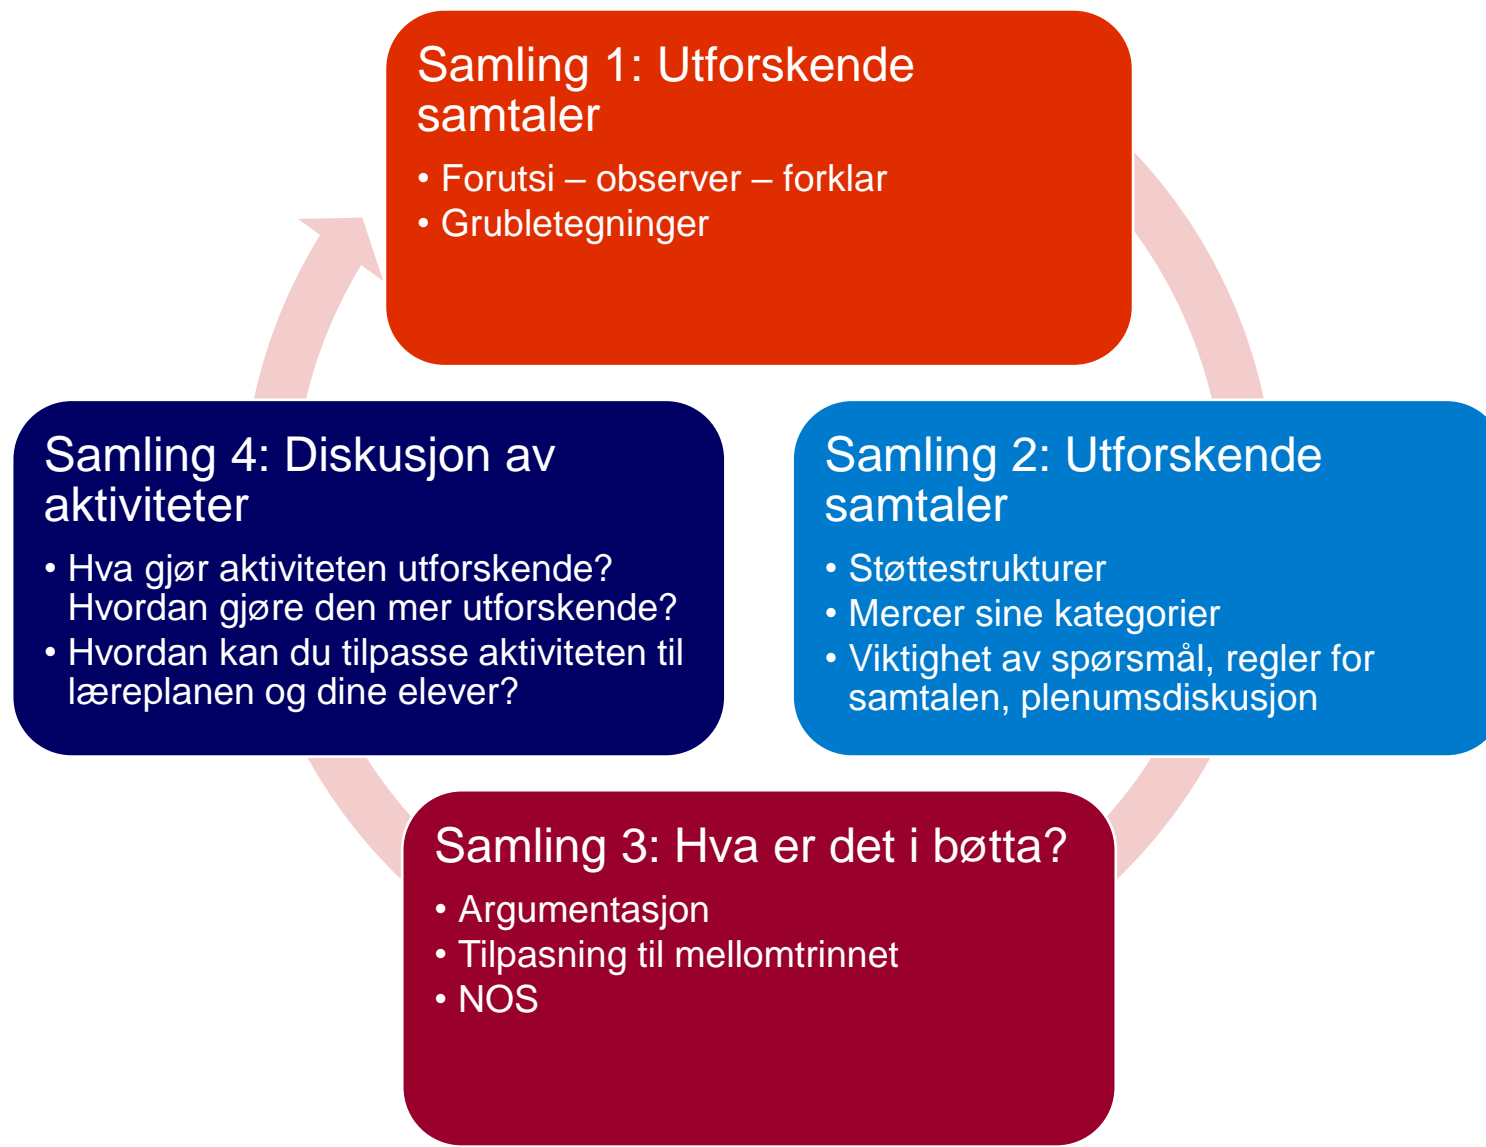 Samling 1: Utforskende
samtaler
• Forutsi – observer – forklar
• Grubletegninger
Samling 2: Utforskende
samtaler
• Støttestrukturer
• Mercer sine kategorier
• Viktighet av spørsmål, regler for
samtalen, plenumsdiskusjon
Samling 3: Hva er det i bøtta?
• Argumentasjon
• Tilpasning til mellomtrinnet
• NOS
Samling 4: Diskusjon av
aktiviteter
• Hva gjør aktiviteten utforskende?
Hvordan gjøre den mer utforskende?
• Hvordan kan du tilpasse aktiviteten til
læreplanen og dine elever?